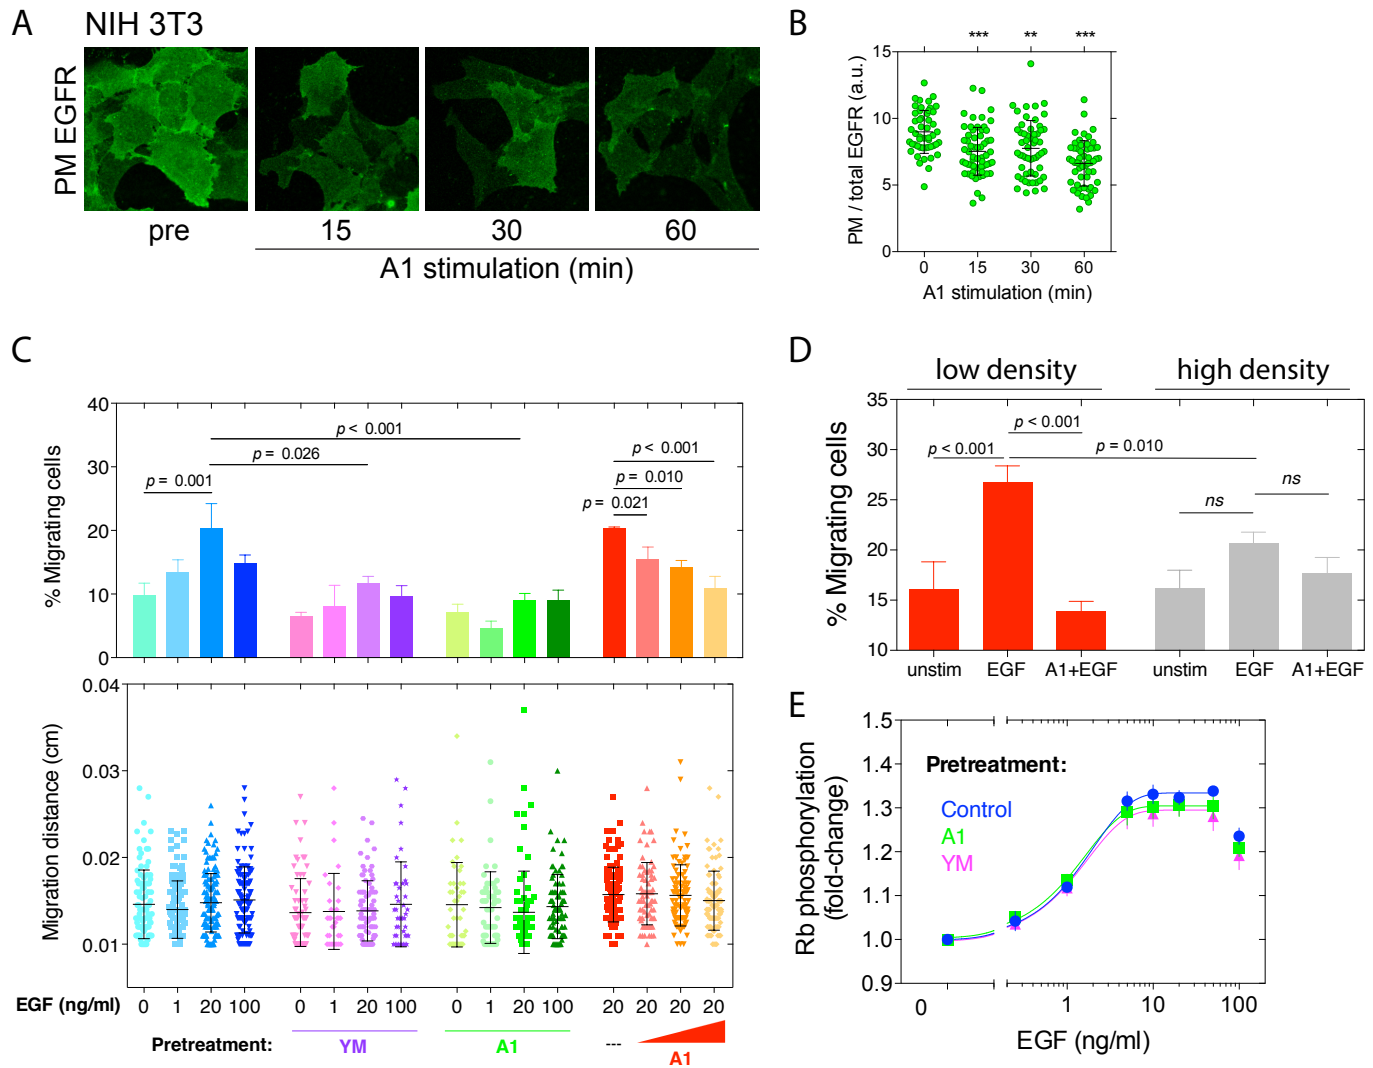 A
NIH 3T3
PM EGFR
pre
15
30
60
A1 stimulation (min)
B
*** ** ***
PM / total EGFR (a.u.)
15
10
5
0
0 15 30 60
A1 stimulation (min)
C
% Migrating cells
40
30
20
10
0
p = 0.001
p = 0.026
p < 0.001
p < 0.001
p = 0.010
p = 0.021
Migration distance (cm)
0.04
0.03
0.02
0.01
EGF (ng/ml) 0 1 20 100 0 1 20 100 0 1 20 100 20 20 20 20
Pretreatment: YM A1 --- A1
D
low density high density
% Migrating cells
35
30
25
20
15
10
p < 0.001
p < 0.001
p = 0.010
ns
ns
unstim EGF A1+EGF unstim EGF A1+EGF
E
Rb phosphorylation
(fold-change)
1.5
1.4
1.3
1.2
1.1
1.0
0.9
Pretreatment:
Control
A1
YM
0 1 10 100
EGF (ng/ml)